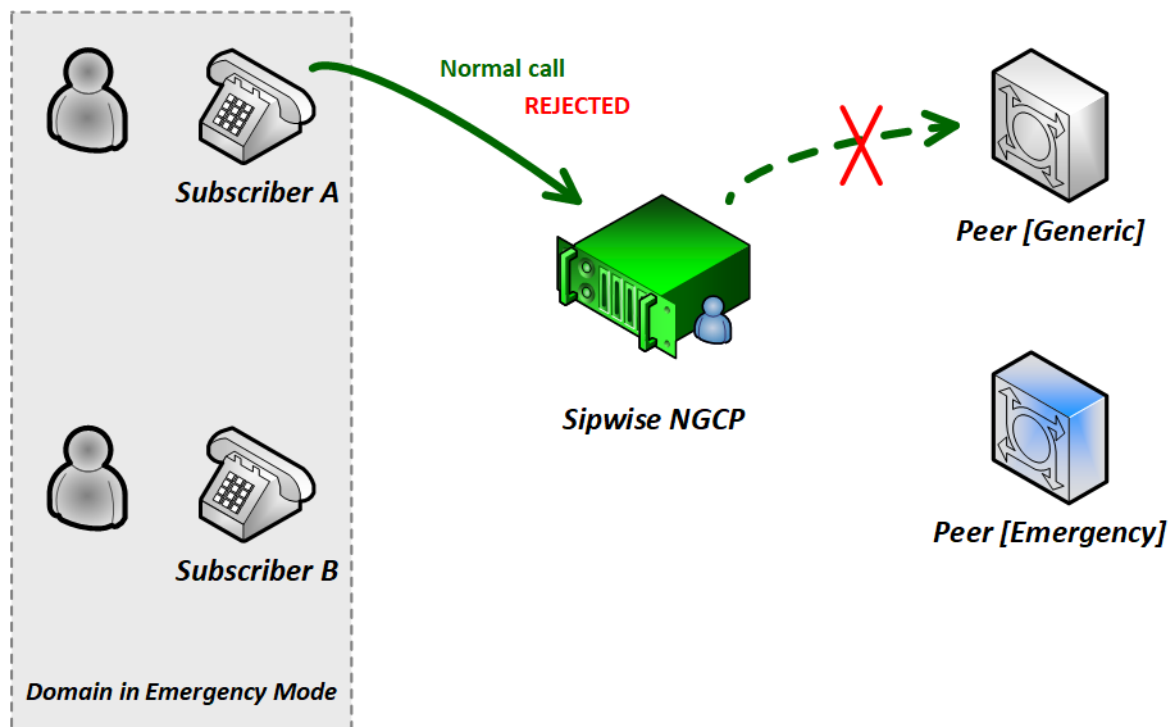 Normal call
REJECTED
Subscriber A
Peer [Generic]
Sipwise NGCP
Peer [Emergency]
Subscriber B
Domain in Emergency Mode